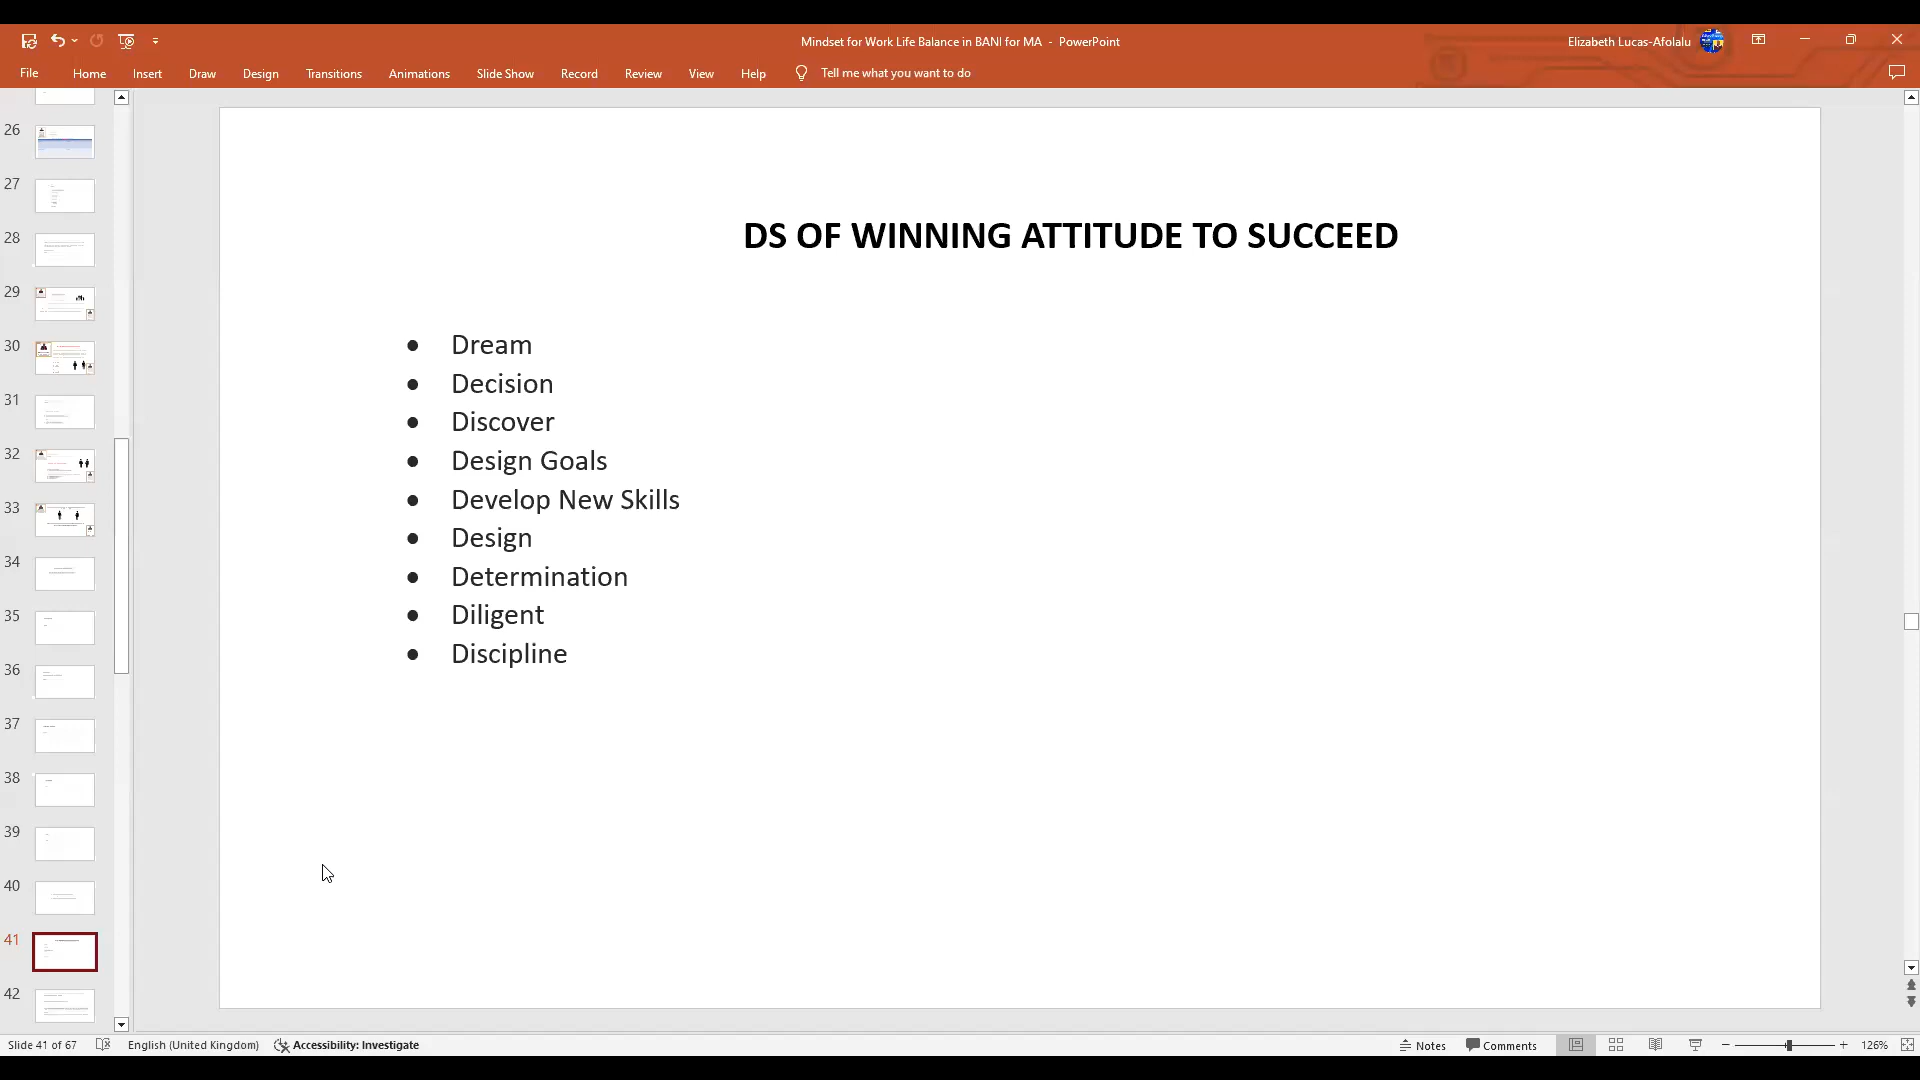 Mindset for Work Life Balance in BANI for MA - PowerPoint
Elizabeth Lucas-Afolalu
File Home Insert Draw Design Transitions Animations Slide Show Record Review View Help Tell me what you want to do
26
27
28
29
30
31
32
33
34
35
36
37
38
39
40
41
42
DS OF WINNING ATTITUDE TO SUCCEED
• Dream
• Decision
• Discover
• Design Goals
• Develop New Skills
• Design
• Determination
• Diligent
• Discipline
Slide 41 of 67 English (United Kingdom) Accessibility: Investigate Notes Comments 126%